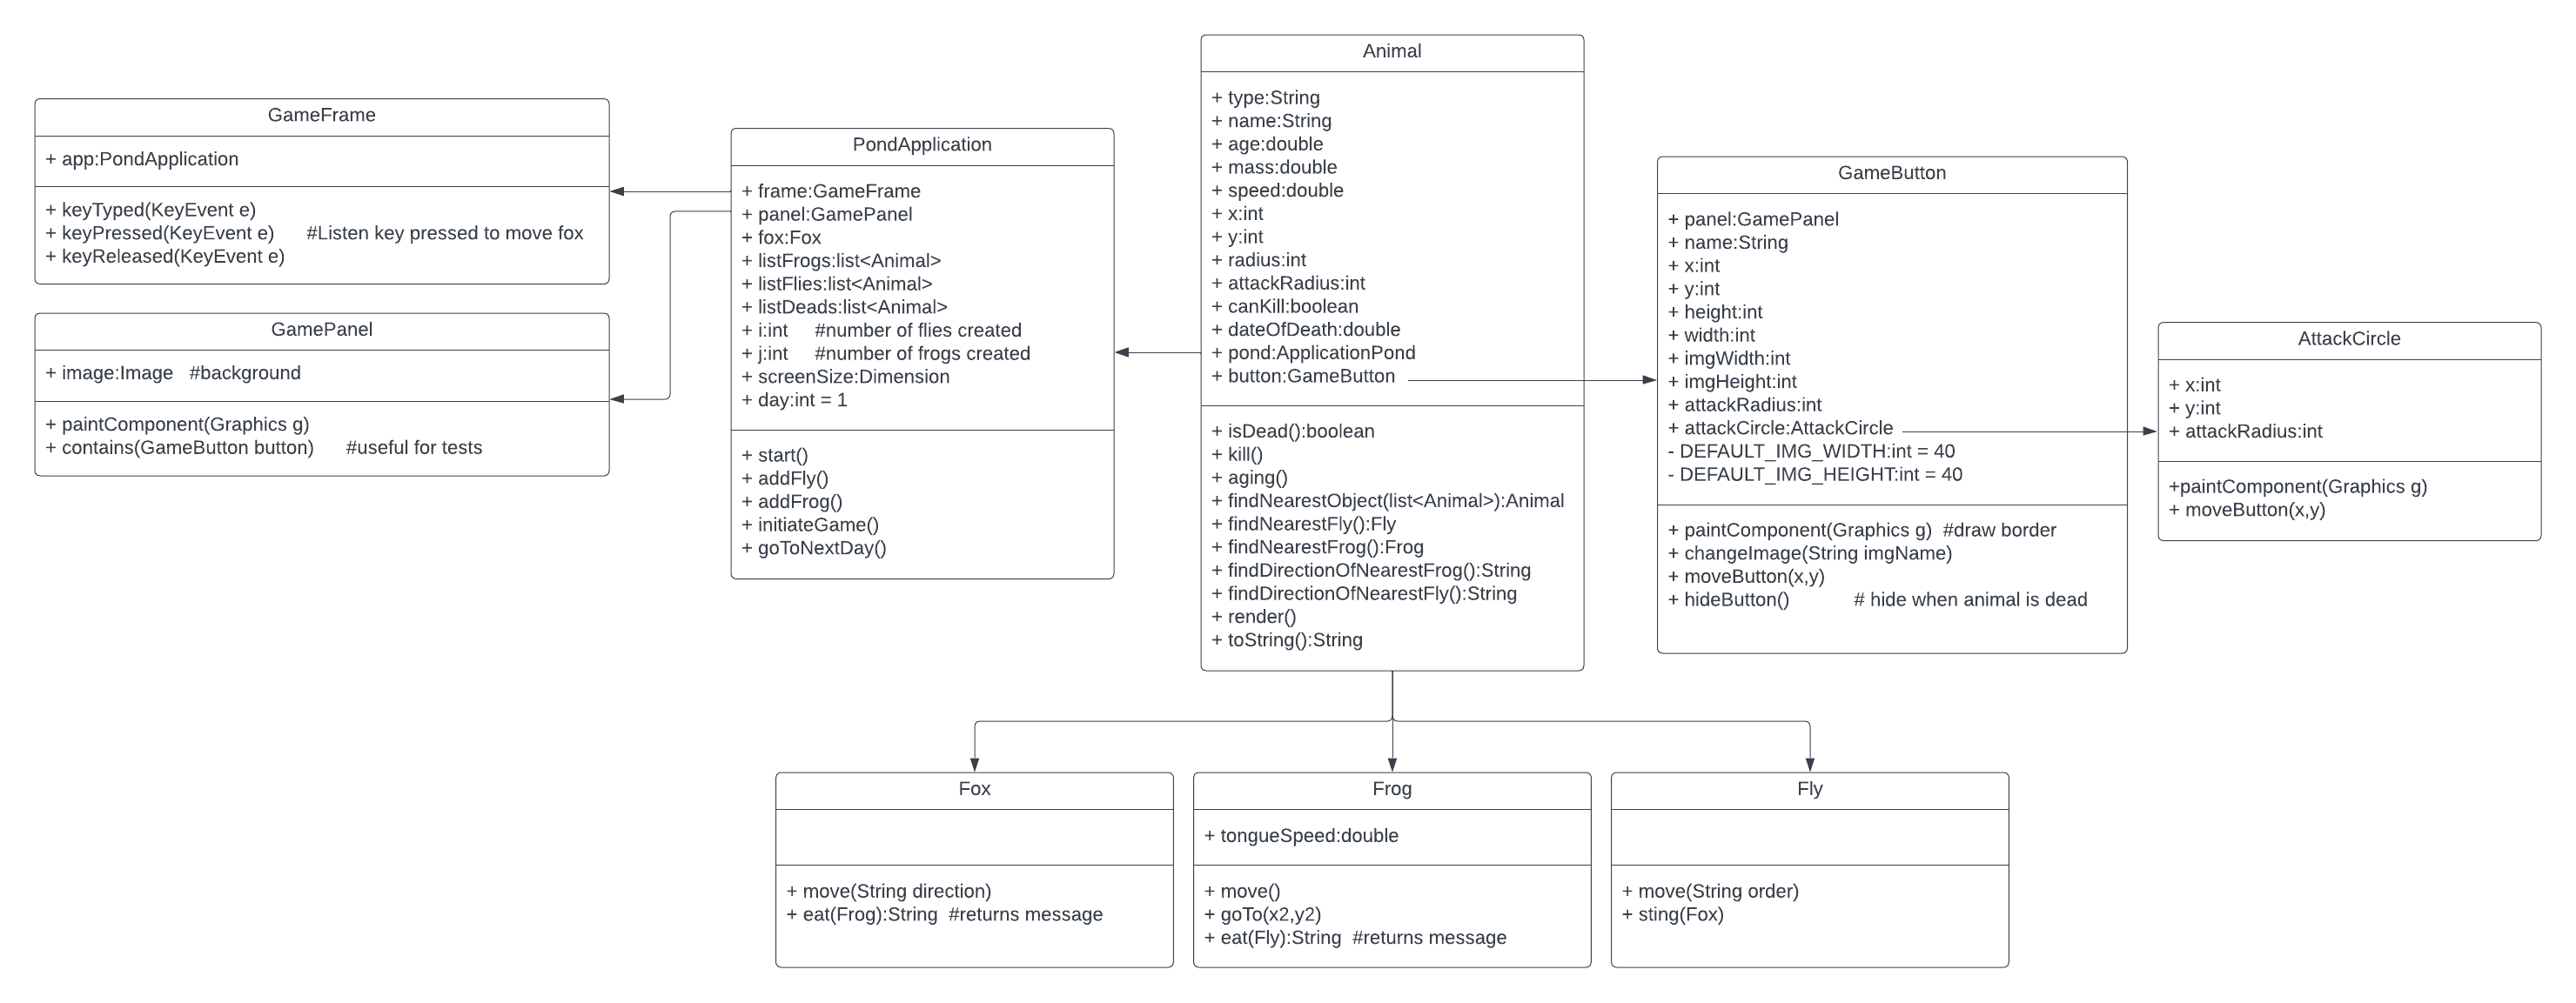 GameFrame
+ app:PondApplication
+ keyTyped(KeyEvent e)
+ keyPressed(KeyEvent e) #Listen key pressed to move fox
+ keyReleased(KeyEvent e)
GamePanel
+ image:Image #background
+ paintComponent(Graphics g)
+ contains(GameButton button) #useful for tests
PondApplication
+ frame:GameFrame
+ panel:GamePanel
+ fox:Fox
+ listFrogs:list<Animal>
+ listFlies:list<Animal>
+ listDeads:list<Animal>
+ i:int #number of flies created
+ j:int #number of frogs created
+ screenSize:Dimension
+ day:int = 1
+ start()
+ addFly()
+ addFrog()
+ initiateGame()
+ goToNextDay()
Animal
+ type:String
+ name:String
+ age:double
+ mass:double
+ speed:double
+ x:int
+ y:int
+ radius:int
+ attackRadius:int
+ canKill:boolean
+ dateOfDeath:double
+ pond:ApplicationPond
+ button:GameButton
+ isDead():boolean
+ kill()
+ aging()
+ findNearestObject(list<Animal>):Animal
+ findNearestFly():Fly
+ findNearestFrog():Frog
+ findDirectionOfNearestFrog():String
+ findDirectionOfNearestFly():String
+ render()
+ toString():String
GameButton
+ panel:GamePanel
+ name:String
+ x:int
+ y:int
+ height:int
+ width:int
+ imgWidth:int
+ imgHeight:int
+ attackRadius:int
+ attackCircle:AttackCircle
- DEFAULT_IMG_WIDTH:int = 40
- DEFAULT_IMG_HEIGHT:int = 40
+ paintComponent(Graphics g) #draw border
+ changeImage(String imgName)
+ moveButton(x,y)
+ hideButton() # hide when animal is dead
AttackCircle
+ x:int
+ y:int
+ attackRadius:int
+paintComponent(Graphics g)
+ moveButton(x,y)
Fox
+ move(String direction)
+ eat(Frog):String #returns message
Frog
+ tongueSpeed:double
+ move()
+ goTo(x2,y2)
+ eat(Fly):String #returns message
Fly
+ move(String order)
+ sting(Fox)